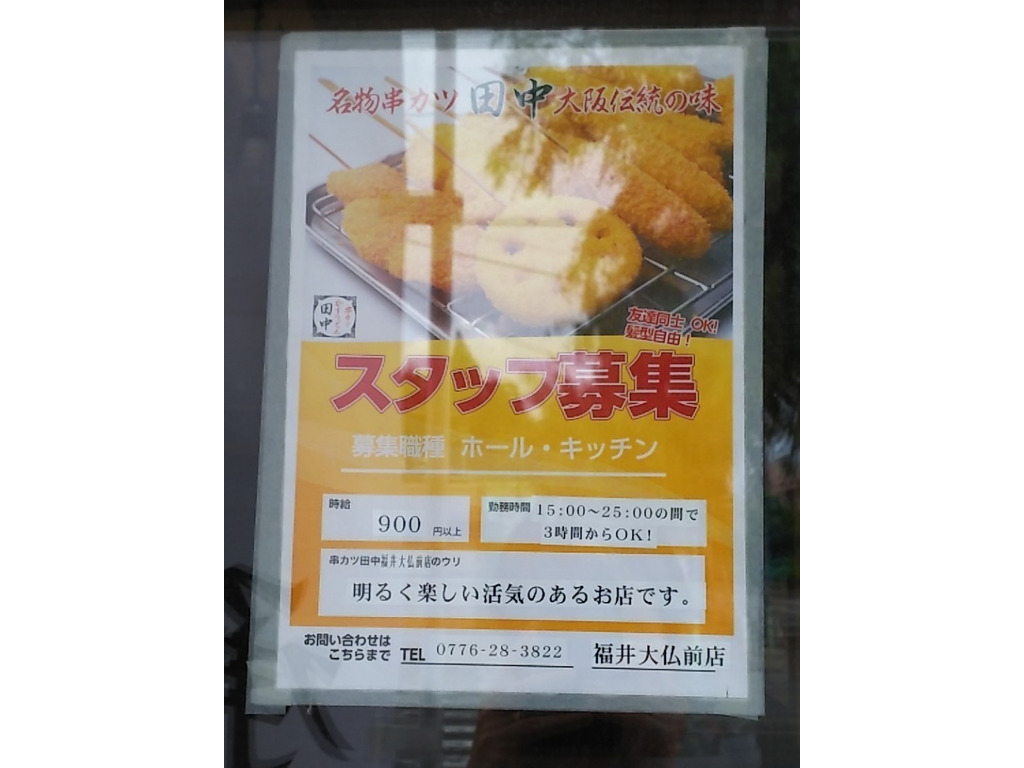 名物串カツ 田中 大阪伝統の味
田中
友達同士 OK!
髪型自由!
スタッフ募集
募集職種 ホール・キッチン
時給
900 円以上
勤務時間 15:00~25:00の間で
3時間からOK!
串カツ田中福井大仏前店のウリ
明るく楽しい活気のあるお店です。
お問い合わせは
こちらまで TEL 0776-28-3822 福井大仏前店